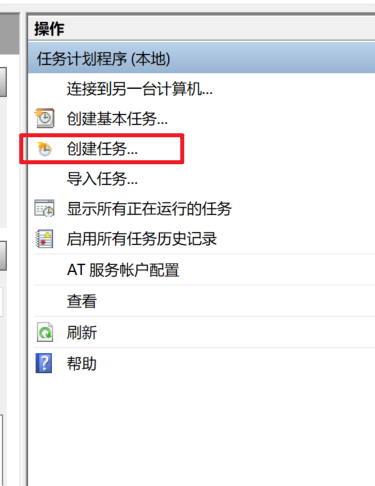 操作
任务计划程序 (本地)
连接到另一台计算机...
创建基本任务...
创建任务...
导入任务...
显示所有正在运行的任务
启用所有任务历史记录
AT 服务帐户配置
查看
刷新
帮助